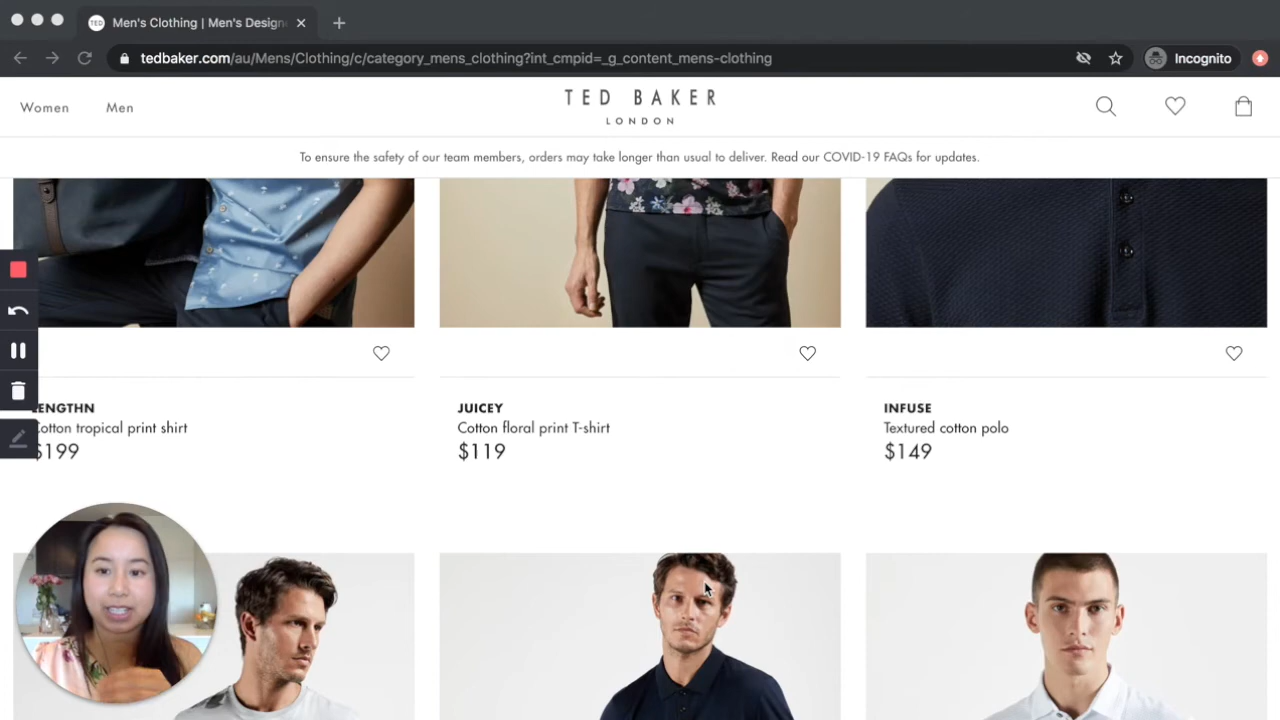 TED
Men's Clothing | Men's Design
tedbaker.com/au/Mens/Clothing/c/category_mens_clothing?int_cmpid=_g_content_mens-clothing
Incognito
Women
Men
TED BAKER
LONDON
To ensure the safety of our team members, orders may take longer than usual to deliver. Read our COVID-19 FAQs for updates.
LENGTHN
Cotton tropical print shirt
$199
JUICEY
Cotton floral print T-shirt
$119
INFUSE
Textured cotton polo
$149